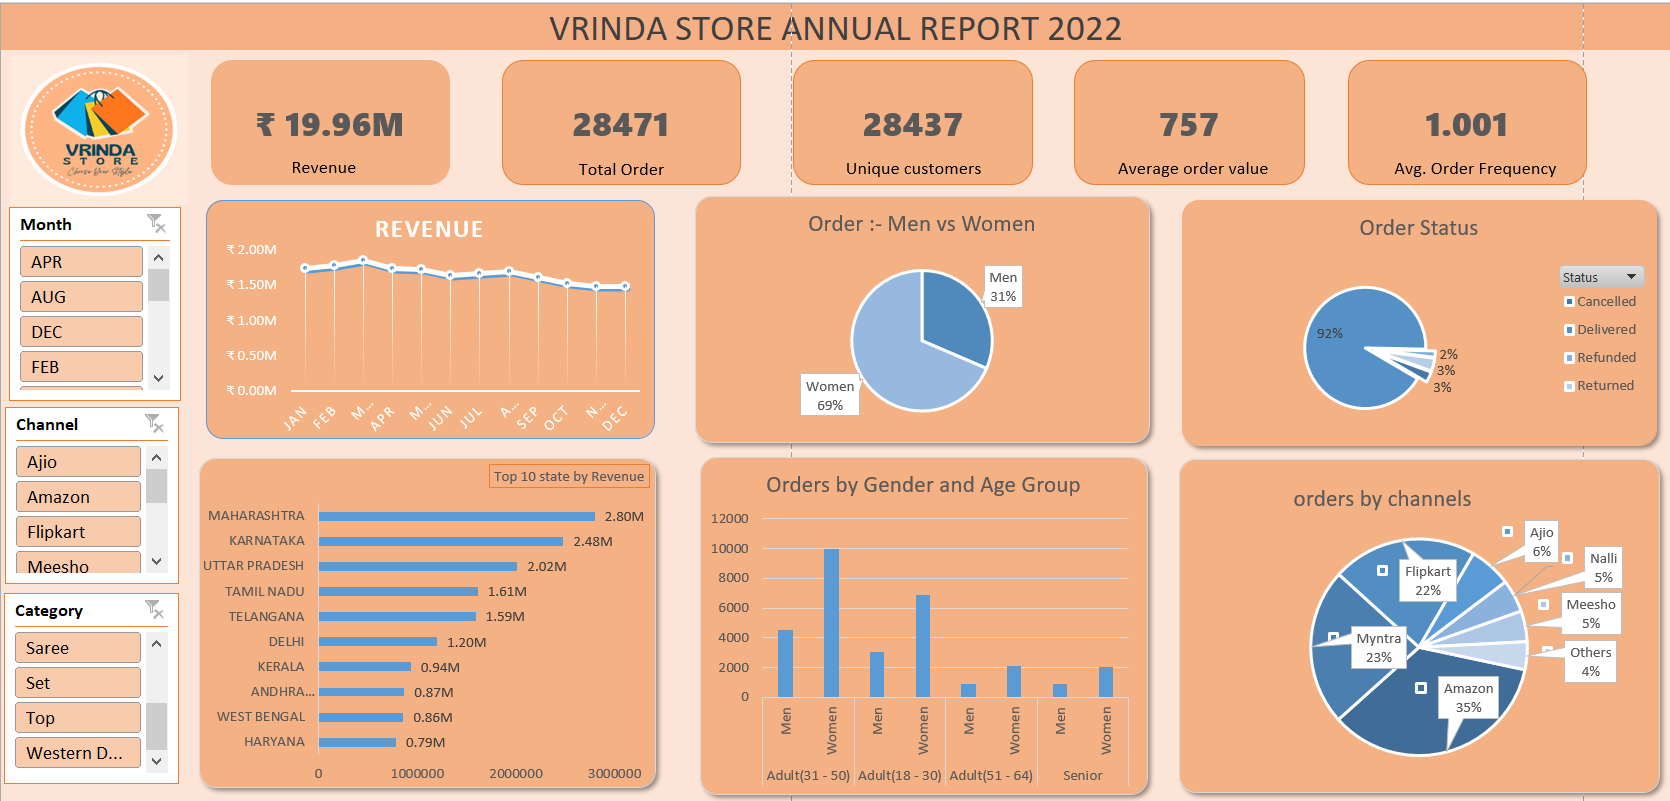 VRINDA STORE ANNUAL REPORT 2022
VRINDA
STORE
Choose Your Style
₹ 19.96M
Revenue
28471
Total Order
28437
Unique customers
757
Average order value
1.001
Avg. Order Frequency
Month
APR
AUG
DEC
FEB
Channel
Ajio
Amazon
Flipkart
Meesho
Category
Saree
Set
Top
Western D...
REVENUE
₹ 2.00M
₹ 1.50M
₹ 1.00M
₹ 0.50M
₹ 0.00M
JAN
FEB
M...
APR
M...
JUN
JUL
A...
SEP
OCT
N...
DEC
Order :- Men vs Women
Men
31%
Women
69%
Order Status
Status
Cancelled
Delivered
Refunded
Returned
92%
2%
3%
3%
Top 10 state by Revenue
MAHARASHTRA 2.80M
KARNATAKA 2.48M
UTTAR PRADESH 2.02M
TAMIL NADU 1.61M
TELANGANA 1.59M
DELHI 1.20M
KERALA 0.94M
ANDHRA... 0.87M
WEST BENGAL 0.86M
HARYANA 0.79M
0 1000000 2000000 3000000
Orders by Gender and Age Group
12000
10000
8000
6000
4000
2000
0
Men Women Men Women Men Women Men Women
Adult(31 - 50) Adult(18 - 30) Adult(51 - 64) Senior
orders by channels
Ajio
6%
Nalli
5%
Flipkart
22%
Meesho
5%
Myntra
23%
Others
4%
Amazon
35%